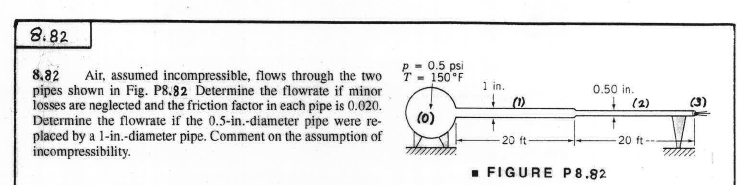 8.82
8.82 Air, assumed incompressible, flows through the two
pipes shown in Fig. P8.82 Determine the flowrate if minor
losses are neglected and the friction factor in each pipe is 0.020.
Determine the flowrate if the 0.5-in.-diameter pipe were re-
placed by a 1-in.-diameter pipe. Comment on the assumption of
incompressibility.
p = 0.5 psi
T = 150°F
1 in.
0.50 in.
(1)
(2)
(3)
(0)
20 ft
20 ft
■ FIGURE P8.82